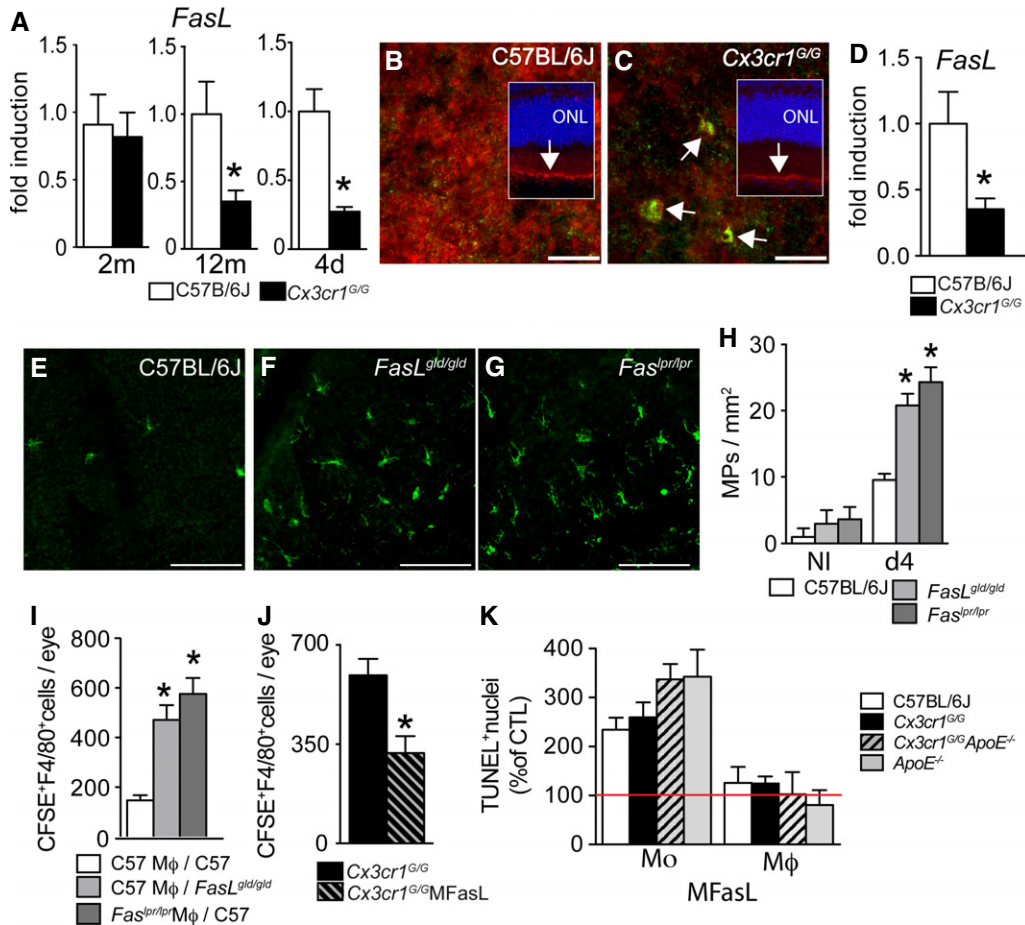 A
FasL
fold induction
1.5
1.0
0.5
0
2m
1.5
1.0
0.5
0
*
12m
1.5
1.0
0.5
0
*
4d
C57B/6J
Cx3cr1G/G
B
C57BL/6J
ONL
C
Cx3cr1G/G
ONL
D
FasL
fold induction
1.5
1.0
0.5
0.0
*
C57B/6J
Cx3cr1G/G
E
C57BL/6J
F
FasLgld/gld
G
Faslpr/lpr
H
MPs / mm2
30
20
10
0
*
*
NI
d4
C57BL/6J
FasLgld/gld
Faslpr/lpr
I
CFSE+F4/80+cells / eye
800
600
400
200
0
*
*
C57 Mϕ / C57
C57 Mϕ / FasLgld/gld
Faslpr/lprMϕ / C57
J
CFSE+F4/80+cells / eye
700
350
0
*
Cx3cr1G/G
Cx3cr1G/GMFasL
K
TUNEL+nuclei
(%of CTL)
400
300
200
100
0
Mo
Mϕ
MFasL
C57BL/6J
Cx3cr1G/G
Cx3cr1G/GApoE-/-
ApoE-/-